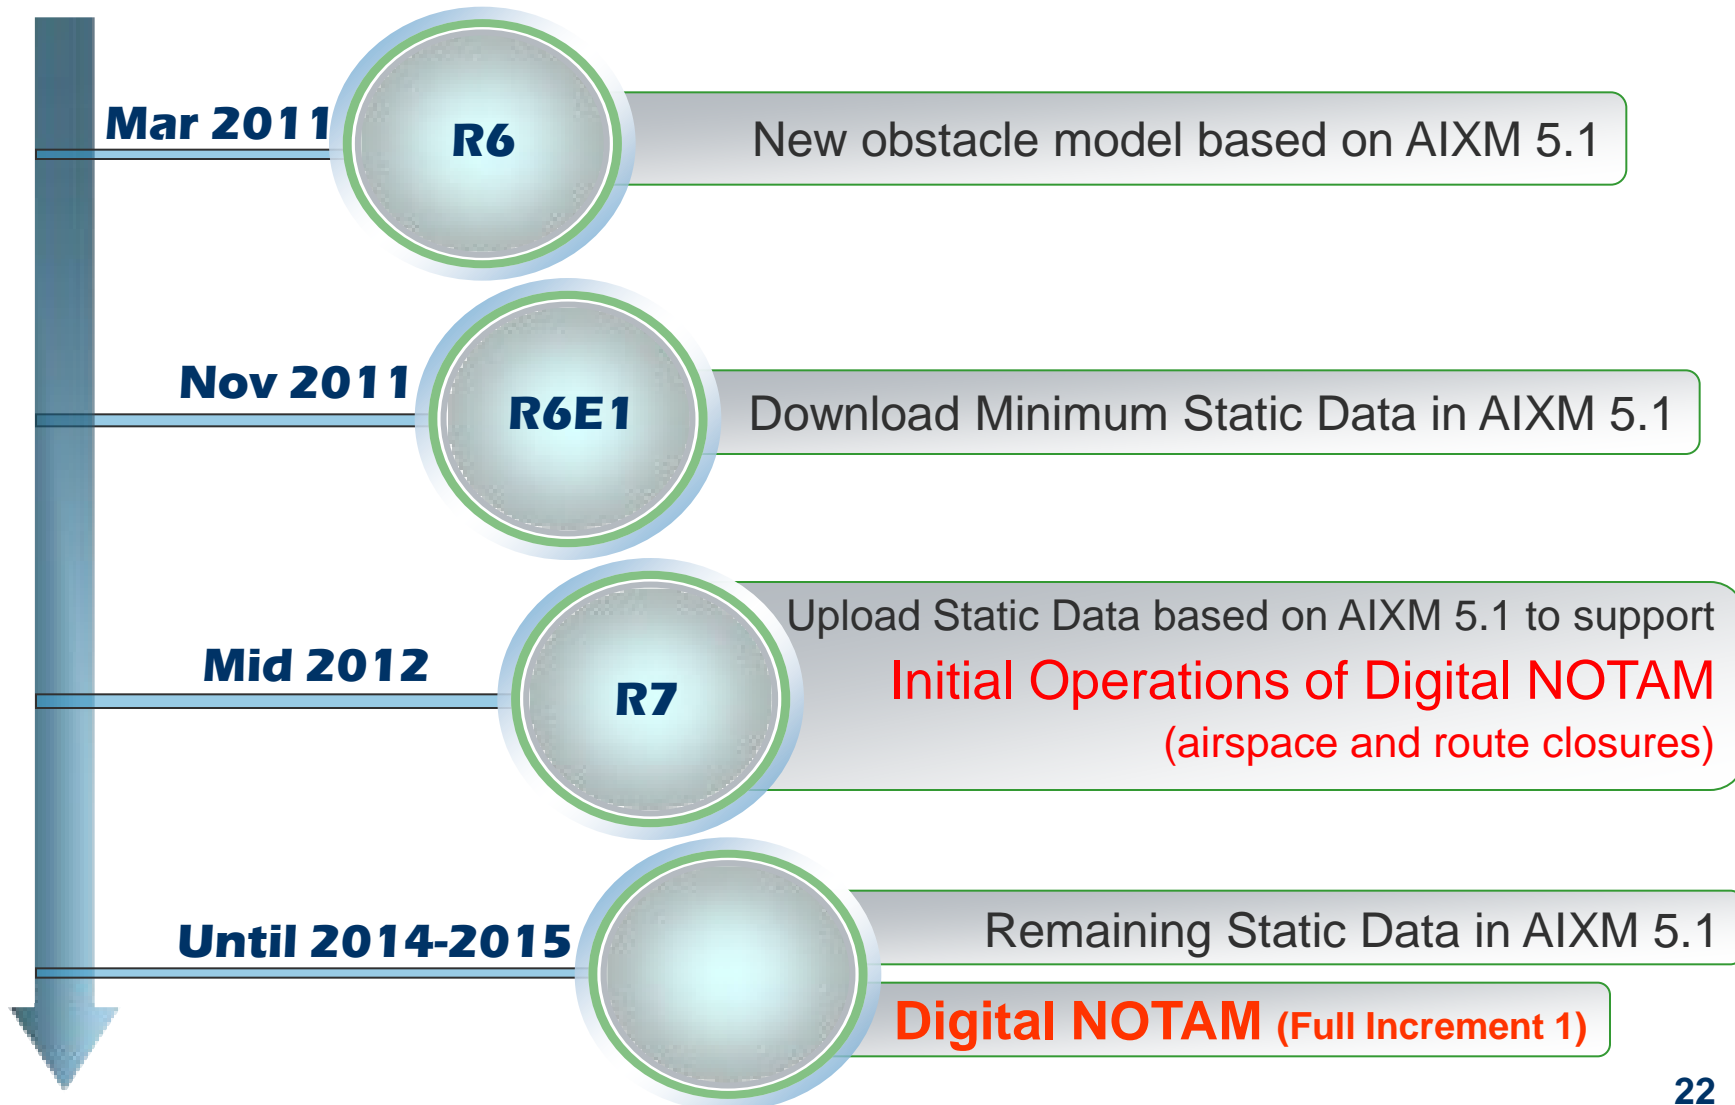 Mar 2011
R6
New obstacle model based on AIXM 5.1
Nov 2011
R6E1
Download Minimum Static Data in AIXM 5.1
Mid 2012
R7
Upload Static Data based on AIXM 5.1 to support
Initial Operations of Digital NOTAM
(airspace and route closures)
Until 2014-2015
Remaining Static Data in AIXM 5.1
Digital NOTAM (Full Increment 1)
22